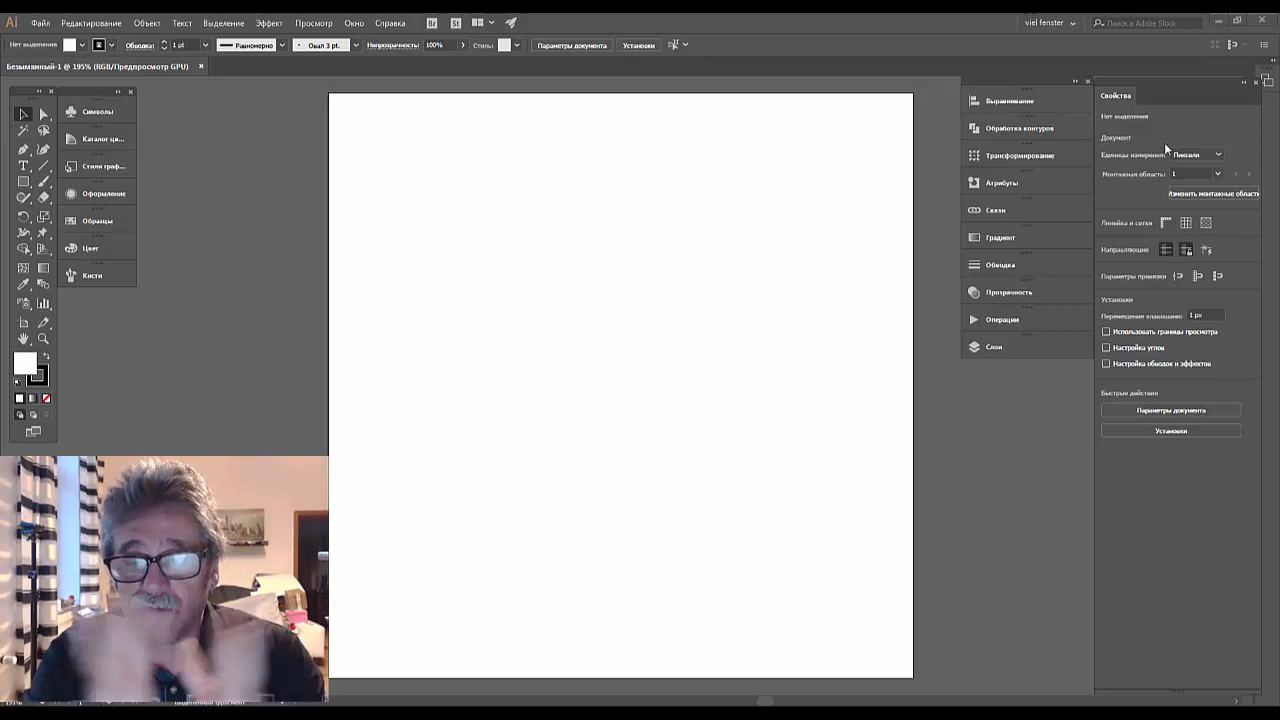 Ai Файл Редактирование Объект Текст Выделение Эффект Просмотр Окно Справка Br St viel fenster Поиск в Adobe Stock
Нет выделения Обводка: 1 pt Равномерно Овал 3 pt. Непрозрачность: 100% Стиль: Параметры документа Установки
Безымянный-1 @ 195% (RGB/Предпросмотр GPU)
Символы
Каталог цв...
Стили граф...
Оформление
Образцы
Цвет
Кисти
Выравнивание
Обработка контуров
Трансформирование
Атрибуты
Связи
Градиент
Обводка
Прозрачность
Операции
Слои
Свойства
Нет выделения
Документ
Единицы измерения: Пиксели
Монтажная область: 1
Изменить монтажные области
Линейка и сетки
Направляющие
Параметры привязки
Установки
Перемещение клавишами: 1 px
Использовать границы просмотра
Настройка углов
Настройка обводок и эффектов
Быстрые действия
Параметры документа
Установки